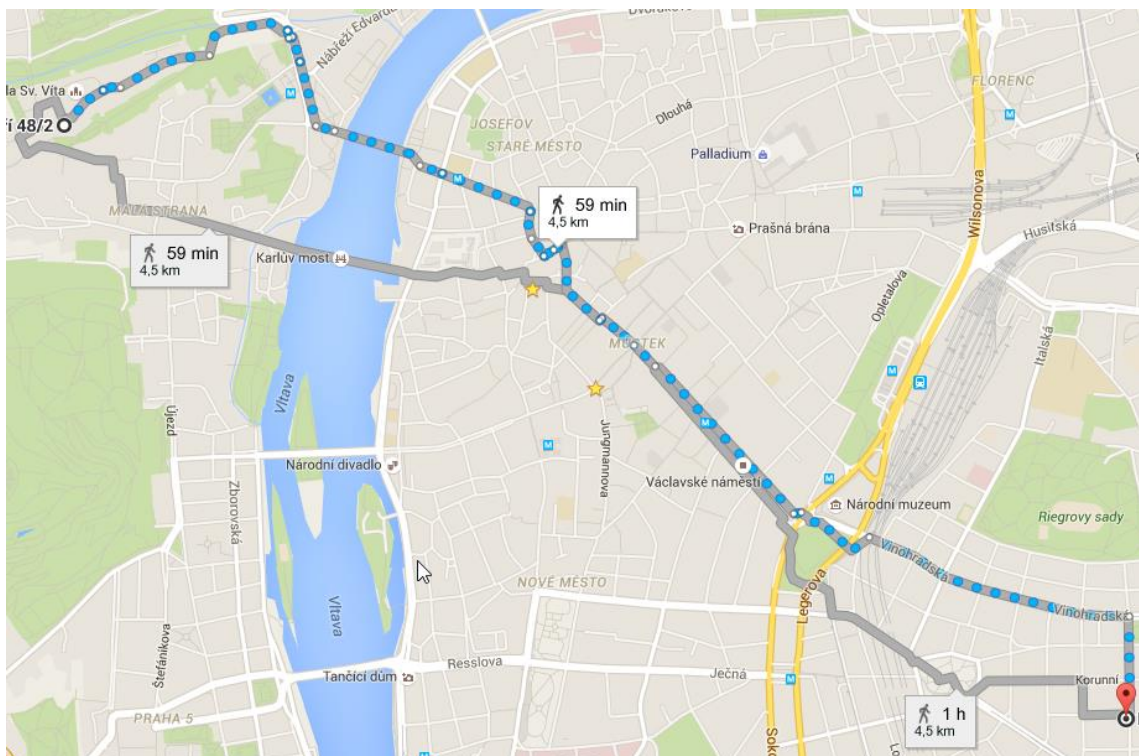 Dvořákovo
Nábřeží Edvarda
FLORENC
la Sv. Víta
ří 48/2
JOSEFOV
STARÉ MĚSTO
Dlouhá
Palladium
Wilsonova
59 min
4,5 km
MALÁ STRANA
Prašná brána
Husitská
59 min
4,5 km
Karlův most
Opletalova
MŮSTEK
Italská
Vltava
Újezd
Jungmannova
Národní divadlo
Václavské náměstí
Zborovská
Národní muzeum
Riegrovy sady
Vinohradská
NOVÉ MĚSTO
Legerova
Vltava
Vinohradská
Štefánikova
Resslova
Ječná
Tančící dům
Korunní
PRAHA 5
1 h
4,5 km
Soko